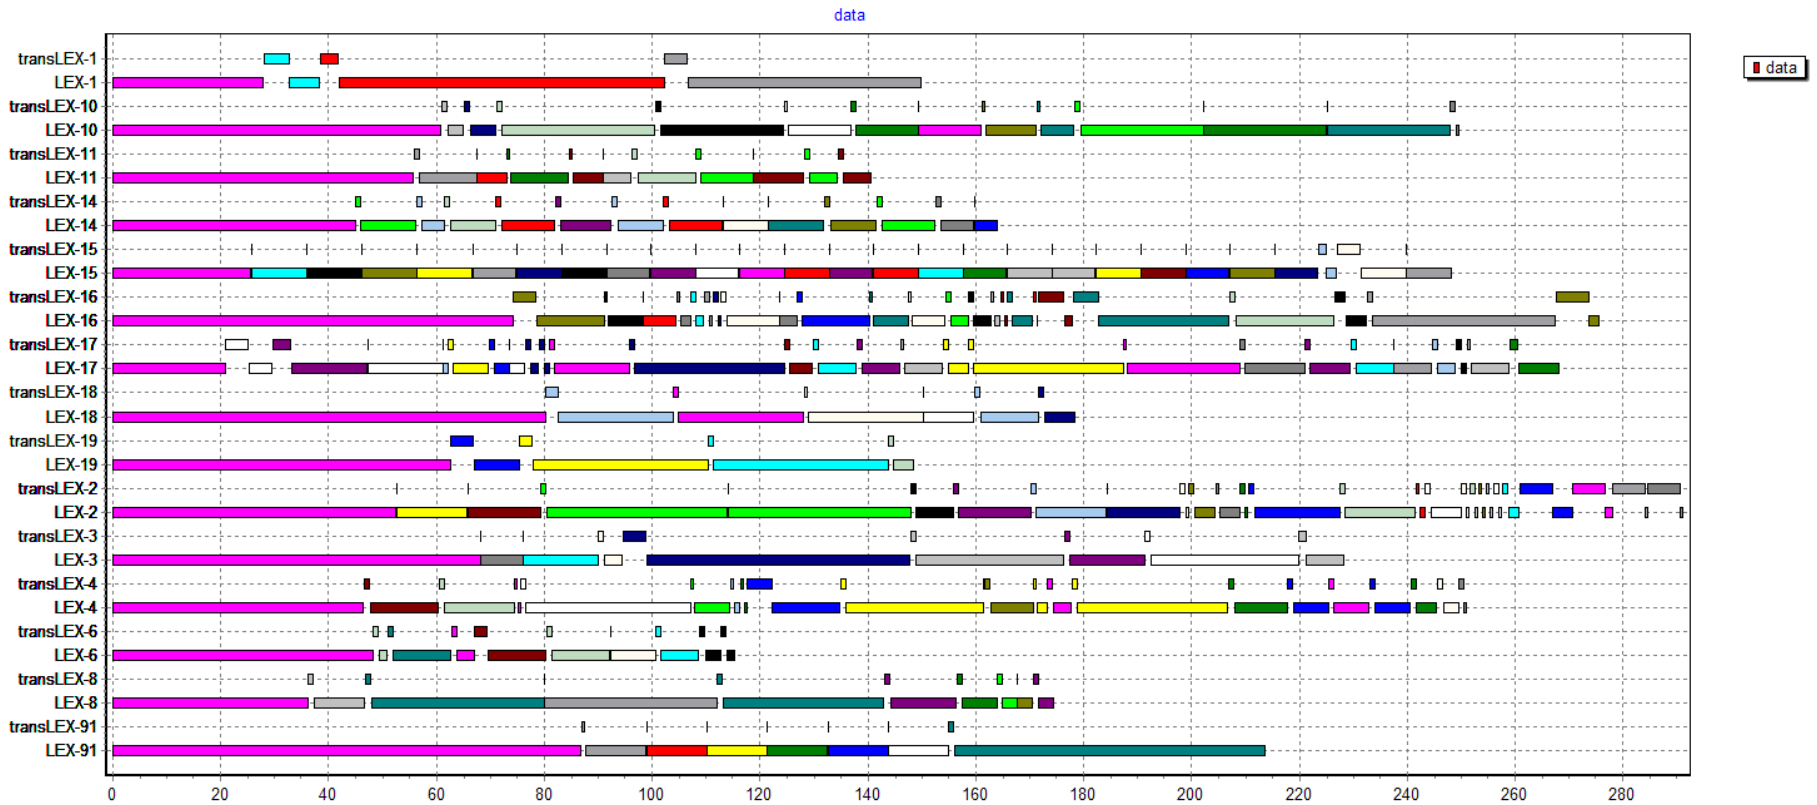 data
data
transLEX-1
LEX-1
transLEX-10
LEX-10
transLEX-11
LEX-11
transLEX-14
LEX-14
transLEX-15
LEX-15
transLEX-16
LEX-16
transLEX-17
LEX-17
transLEX-18
LEX-18
transLEX-19
LEX-19
transLEX-2
LEX-2
transLEX-3
LEX-3
transLEX-4
LEX-4
transLEX-6
LEX-6
transLEX-8
LEX-8
transLEX-91
LEX-91
0 20 40 60 80 100 120 140 160 180 200 220 240 260 280